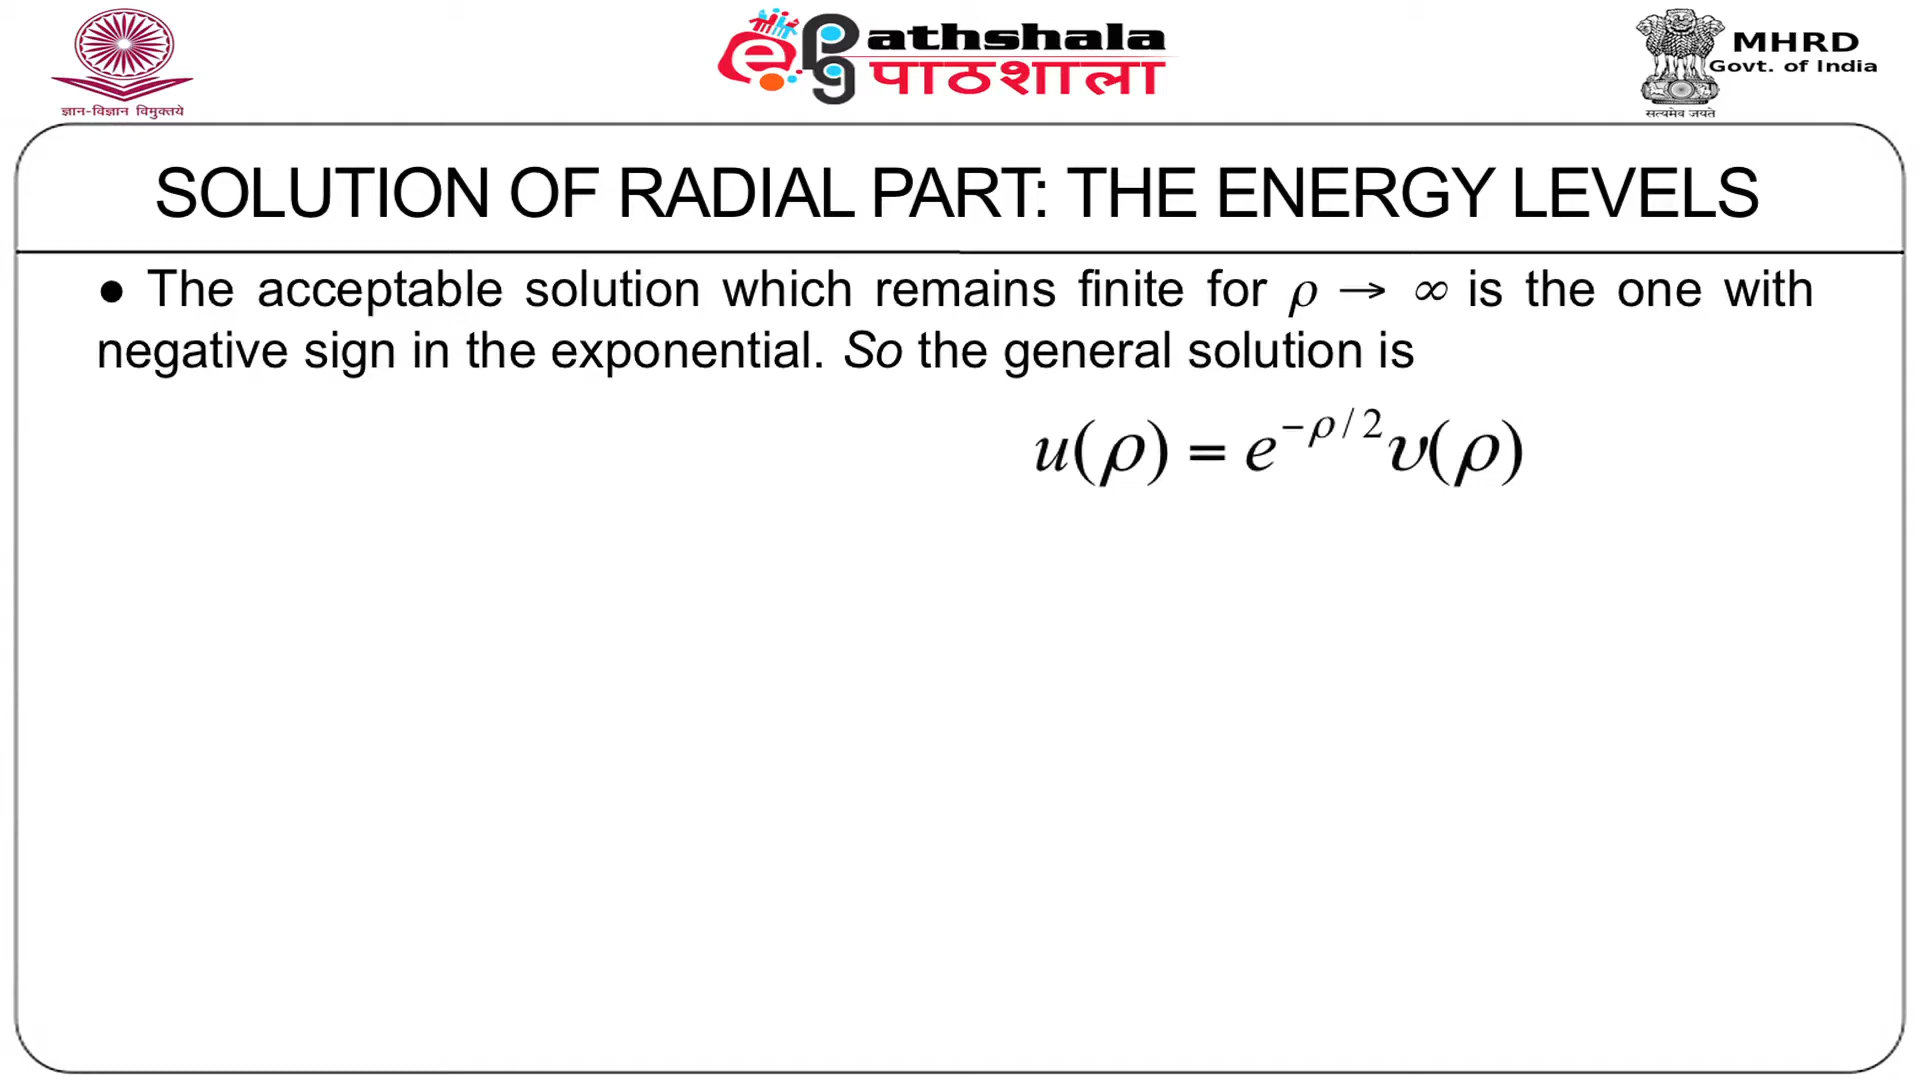 ज्ञान-विज्ञान विमुक्तये
e PG athshala
पाठशाला
MHRD
Govt. of India
सत्यमेव जयते
SOLUTION OF RADIAL PART: THE ENERGY LEVELS
● The acceptable solution which remains finite for ρ → ∞ is the one with
negative sign in the exponential. So the general solution is
u(ρ) = e^{−ρ/2}υ(ρ)